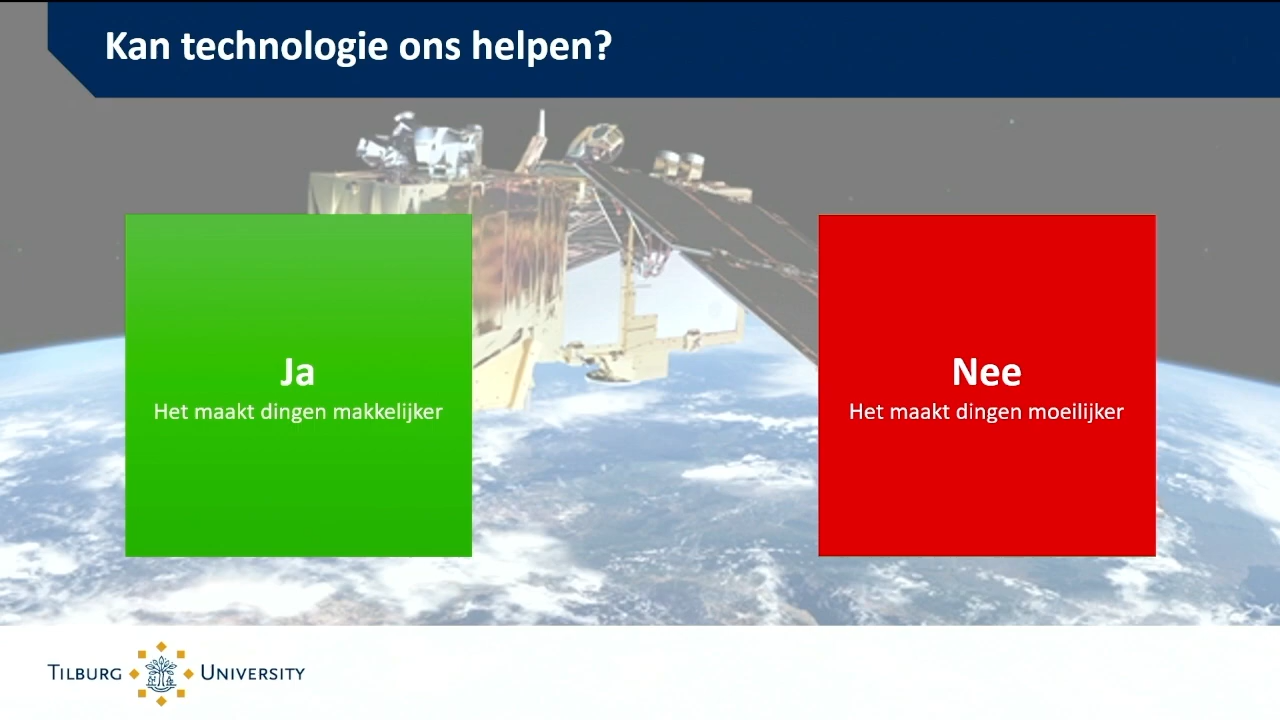 Kan technologie ons helpen?
Ja
Het maakt dingen makkelijker
Nee
Het maakt dingen moeilijker
TILBURG UNIVERSITY